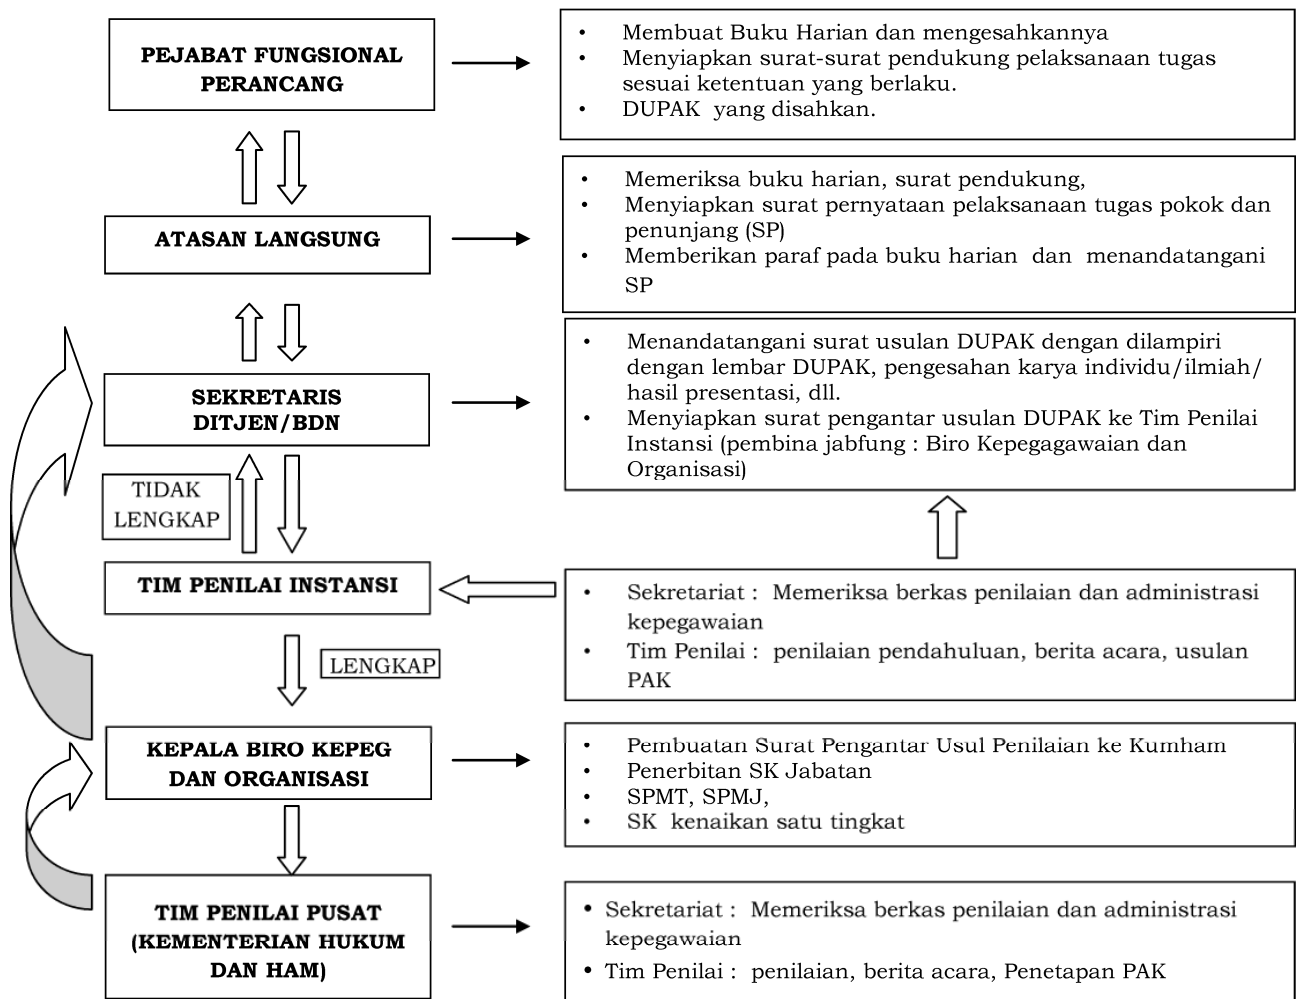 PEJABAT FUNGSIONAL
PERANCANG
• Membuat Buku Harian dan mengesahkannya
• Menyiapkan surat-surat pendukung pelaksanaan tugas
sesuai ketentuan yang berlaku.
• DUPAK yang disahkan.
ATASAN LANGSUNG
• Memeriksa buku harian, surat pendukung,
• Menyiapkan surat pernyataan pelaksanaan tugas pokok dan
penunjang (SP)
• Memberikan paraf pada buku harian dan menandatangani
SP
SEKRETARIS
DITJEN/BDN
• Menandatangani surat usulan DUPAK dengan dilampiri
dengan lembar DUPAK, pengesahan karya individu/ilmiah/
hasil presentasi, dll.
• Menyiapkan surat pengantar usulan DUPAK ke Tim Penilai
Instansi (pembina jabfung : Biro Kepegagawaian dan
Organisasi)
TIDAK
LENGKAP
TIM PENILAI INSTANSI
• Sekretariat : Memeriksa berkas penilaian dan administrasi
kepegawaian
• Tim Penilai : penilaian pendahuluan, berita acara, usulan
PAK
LENGKAP
KEPALA BIRO KEPEG
DAN ORGANISASI
• Pembuatan Surat Pengantar Usul Penilaian ke Kumham
• Penerbitan SK Jabatan
• SPMT, SPMJ,
• SK kenaikan satu tingkat
TIM PENILAI PUSAT
(KEMENTERIAN HUKUM
DAN HAM)
• Sekretariat : Memeriksa berkas penilaian dan administrasi
kepegawaian
• Tim Penilai : penilaian, berita acara, Penetapan PAK